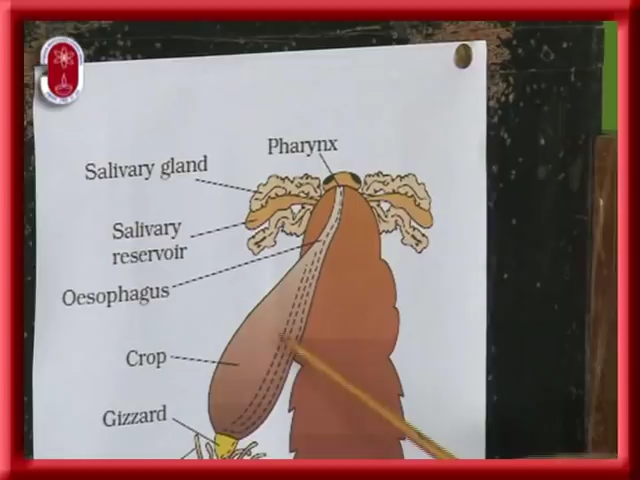 Pharynx
Salivary gland
Salivary
reservoir
Oesophagus
Crop
Gizzard